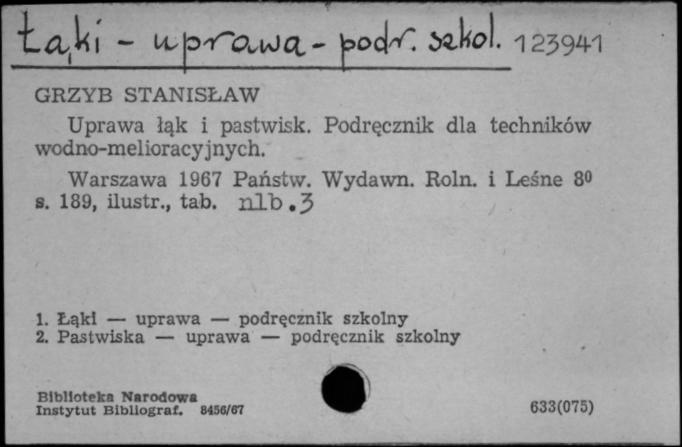 Łąki - uprawa - podr. szkol. 123941
GRZYB STANISŁAW
Uprawa łąk i pastwisk. Podręcznik dla techników
wodno-melioracyjnych.
Warszawa 1967 Państw. Wydawn. Roln. i Leśne 8⁰
s. 189, ilustr., tab. nlb.3
1. Łąki — uprawa — podręcznik szkolny
2. Pastwiska — uprawa — podręcznik szkolny
Biblioteka Narodowa
Instytut Bibliograf. 8456/67
633(075)